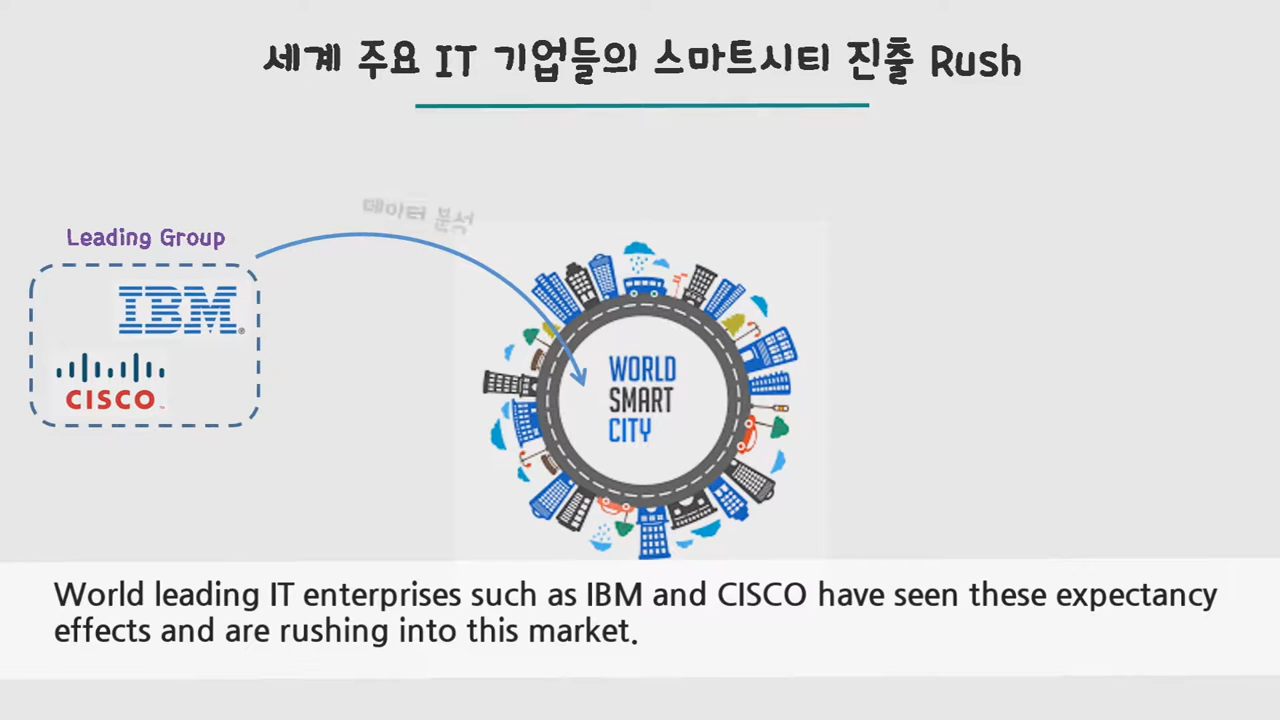 세계 주요 IT 기업들의 스마트시티 진출 Rush
데이터 분석
Leading Group
IBM
CISCO
WORLD
SMART
CITY
World leading IT enterprises such as IBM and CISCO have seen these expectancy
effects and are rushing into this market.